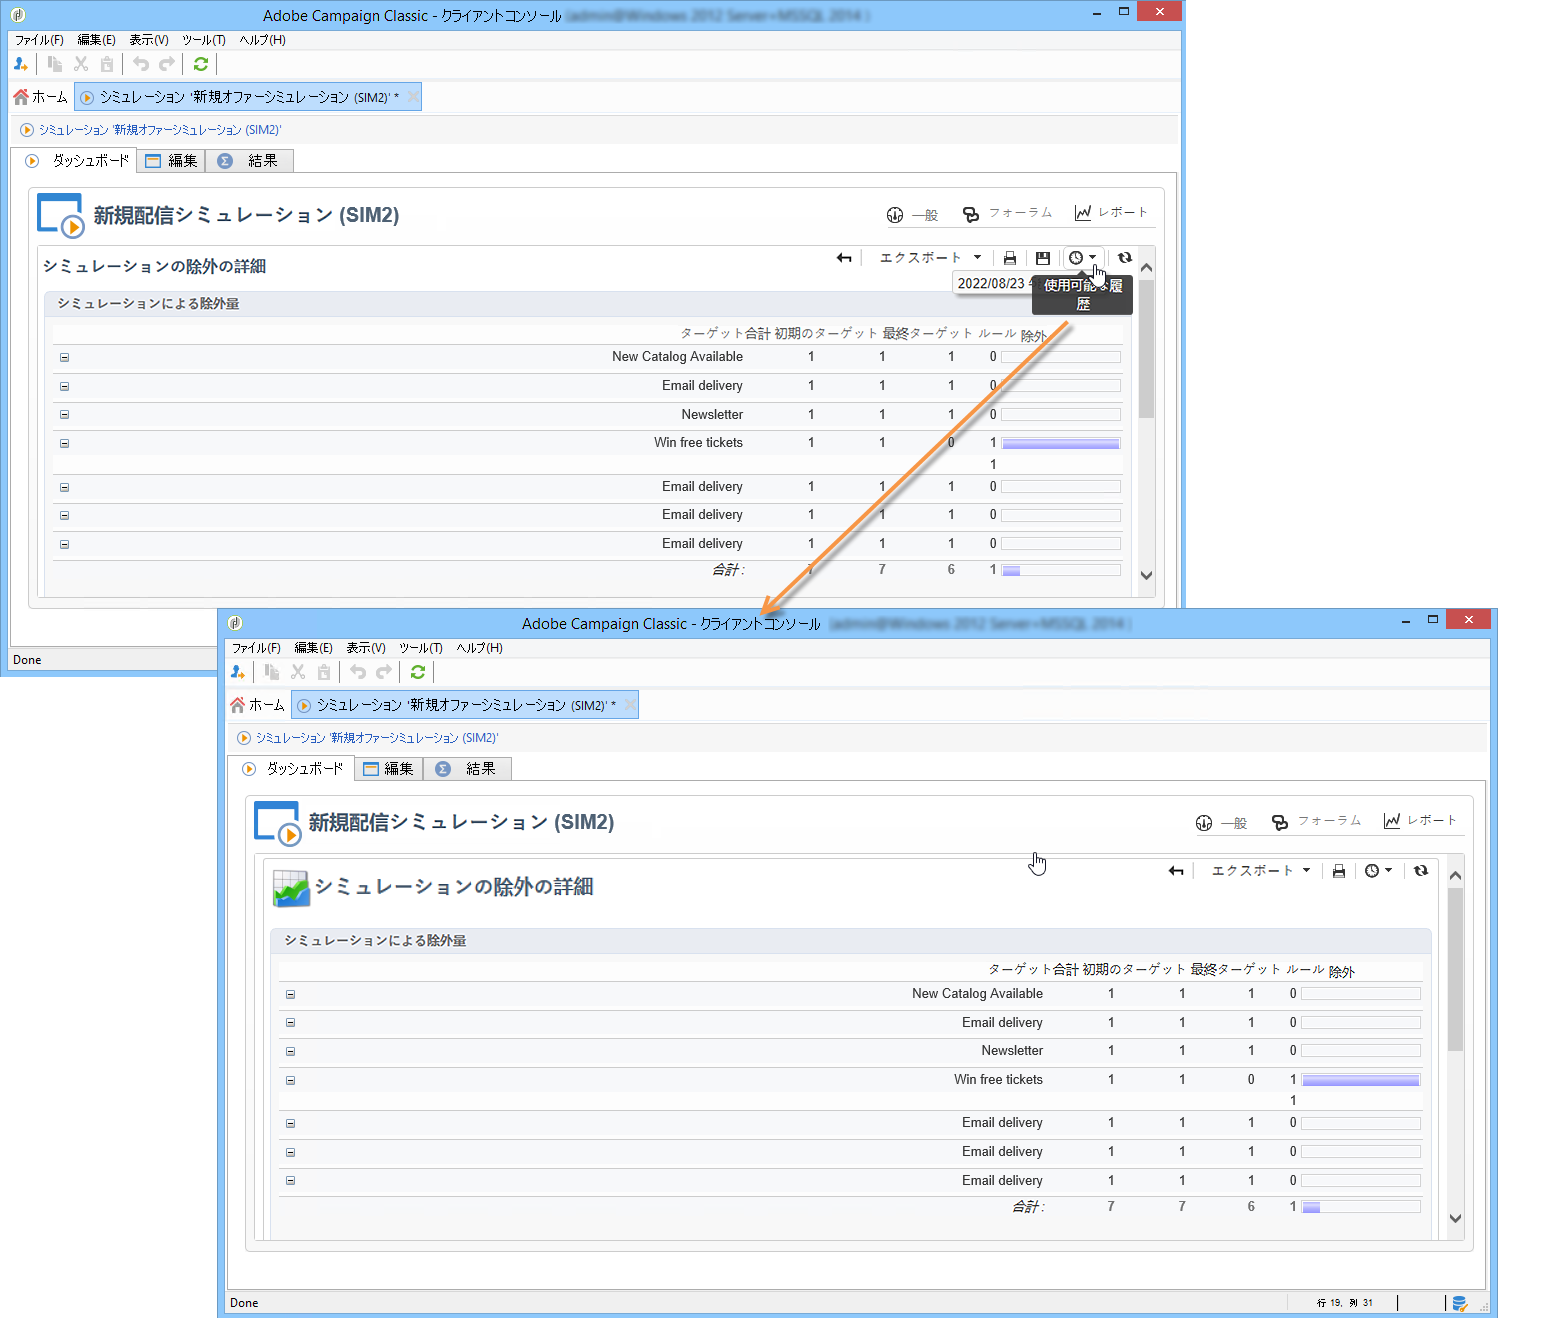 Adobe Campaign Classic - クライアントコンソール
ファイル(F) 編集(E) 表示(V) ツール(T) ヘルプ(H)
ホーム シミュレーション '新規オファーシミュレーション (SIM2)' *
シミュレーション '新規オファーシミュレーション (SIM2)'
ダッシュボード 編集 結果
新規配信シミュレーション (SIM2)
一般 フォーラム レポート
シミュレーションの除外の詳細
エクスポート
2022/08/23
使用可能な履歴
シミュレーションによる除外量
ターゲット合計 初期のターゲット 最終ターゲット ルール 除外
New Catalog Available 1 1 1 0
Email delivery 1 1 1 0
Newsletter 1 1 1 0
Win free tickets 1 1 0 1
1
Email delivery 1 1 1 0
Email delivery 1 1 1 0
Email delivery 1 1 1 0
合計 : 7 7 6 1
Done
Adobe Campaign Classic - クライアントコンソール
ファイル(F) 編集(E) 表示(V) ツール(T) ヘルプ(H)
ホーム シミュレーション '新規オファーシミュレーション (SIM2)' *
シミュレーション '新規オファーシミュレーション (SIM2)'
ダッシュボード 編集 結果
新規配信シミュレーション (SIM2)
一般 フォーラム レポート
エクスポート
シミュレーションの除外の詳細
シミュレーションによる除外量
ターゲット合計 初期のターゲット 最終ターゲット ルール 除外
New Catalog Available 1 1 1 0
Email delivery 1 1 1 0
Newsletter 1 1 1 0
Win free tickets 1 1 0 1
1
Email delivery 1 1 1 0
Email delivery 1 1 1 0
Email delivery 1 1 1 0
合計 : 7 7 6 1
Done 行 19, 列 31